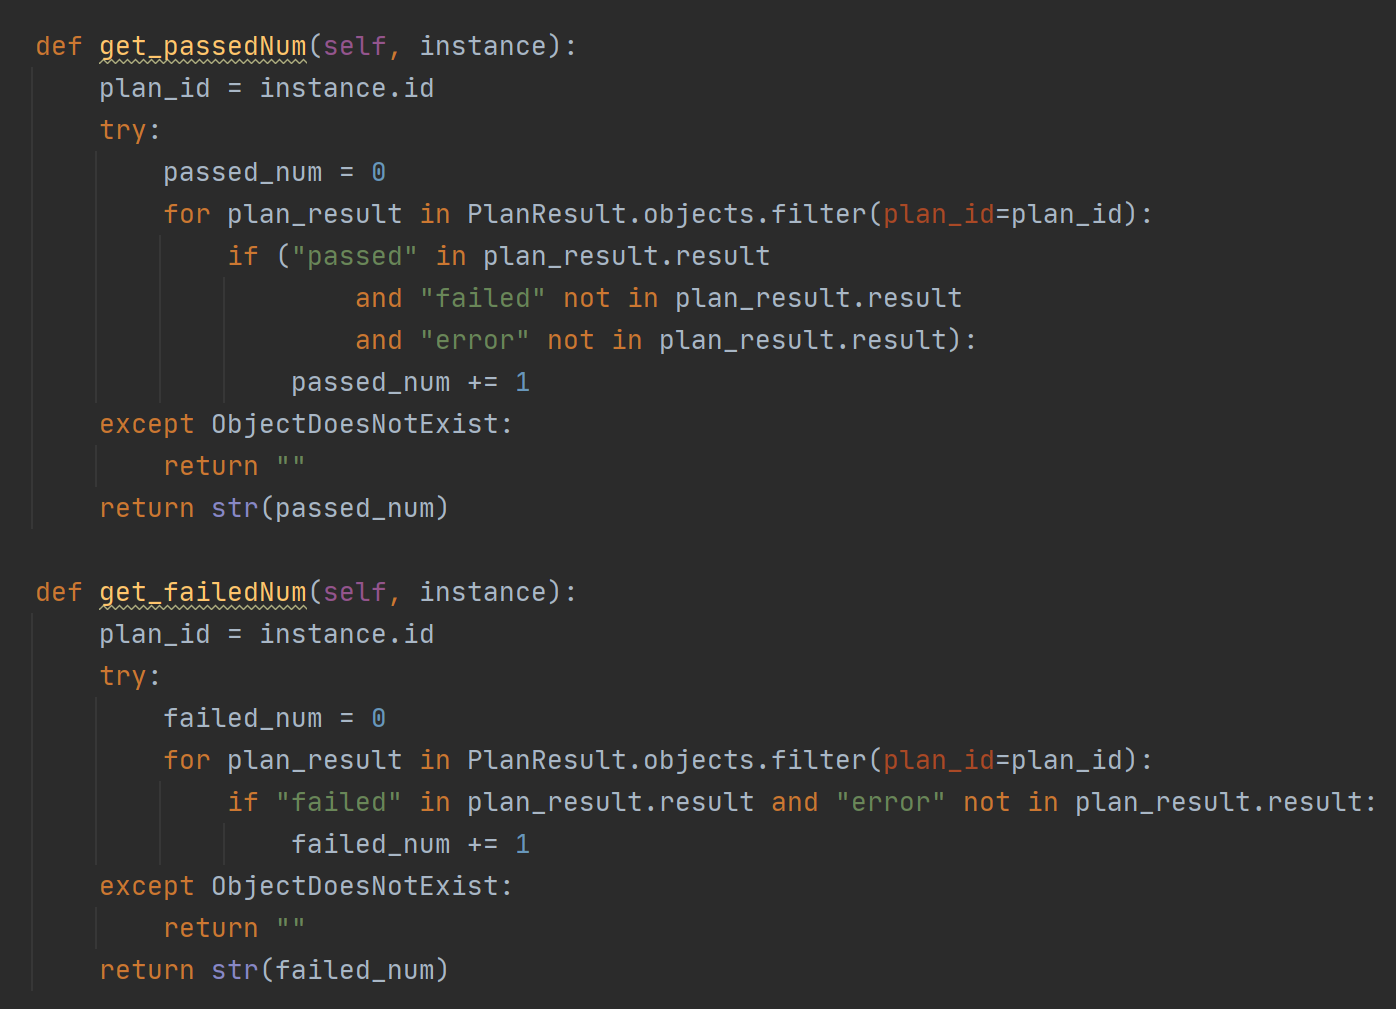 def get_passedNum(self, instance):
    plan_id = instance.id
    try:
        passed_num = 0
        for plan_result in PlanResult.objects.filter(plan_id=plan_id):
            if ("passed" in plan_result.result
                    and "failed" not in plan_result.result
                    and "error" not in plan_result.result):
                passed_num += 1
    except ObjectDoesNotExist:
        return ""
    return str(passed_num)

def get_failedNum(self, instance):
    plan_id = instance.id
    try:
        failed_num = 0
        for plan_result in PlanResult.objects.filter(plan_id=plan_id):
            if "failed" in plan_result.result and "error" not in plan_result.result:
                failed_num += 1
    except ObjectDoesNotExist:
        return ""
    return str(failed_num)